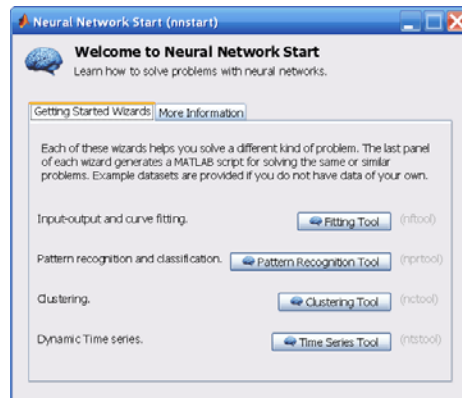 Neural Network Start (nnstart)
Welcome to Neural Network Start
Learn how to solve problems with neural networks.
Getting Started Wizards More Information
Each of these wizards helps you solve a different kind of problem. The last panel
of each wizard generates a MATLAB script for solving the same or similar
problems. Example datasets are provided if you do not have data of your own.
Input-output and curve fitting. Fitting Tool (nftool)
Pattern recognition and classification. Pattern Recognition Tool (nprtool)
Clustering. Clustering Tool (nctool)
Dynamic Time series. Time Series Tool (ntstool)